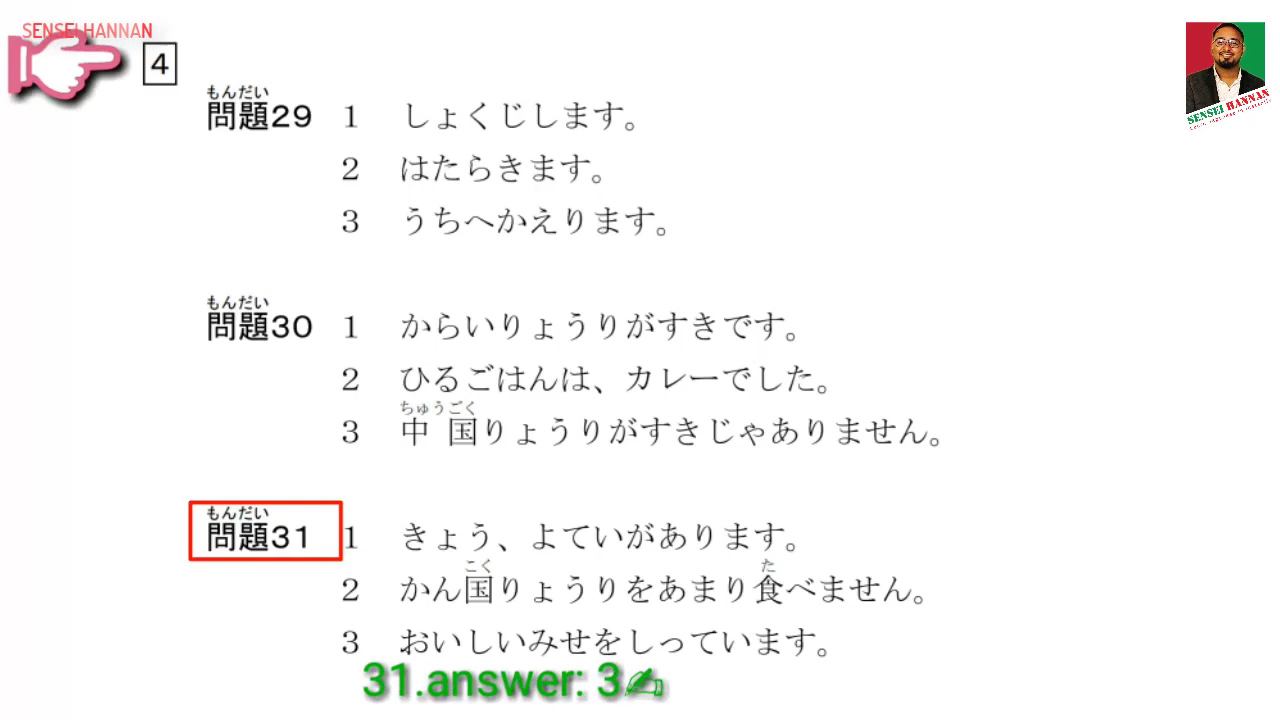 SENSEI HANNAN
4
もんだい
問題29 1 しょくじします。
2 はたらきます。
3 うちへかえります。
もんだい
問題30 1 からいりょうりがすきです。
2 ひるごはんは、カレーでした。
ちゅうごく
3 中国りょうりがすきじゃありません。
もんだい
問題31 1 きょう、よていがあります。
こく た
2 かん国りょうりをあまり食べません。
3 おいしいみせをしっています。
31.answer: 3✍
SENSEI HANNAN